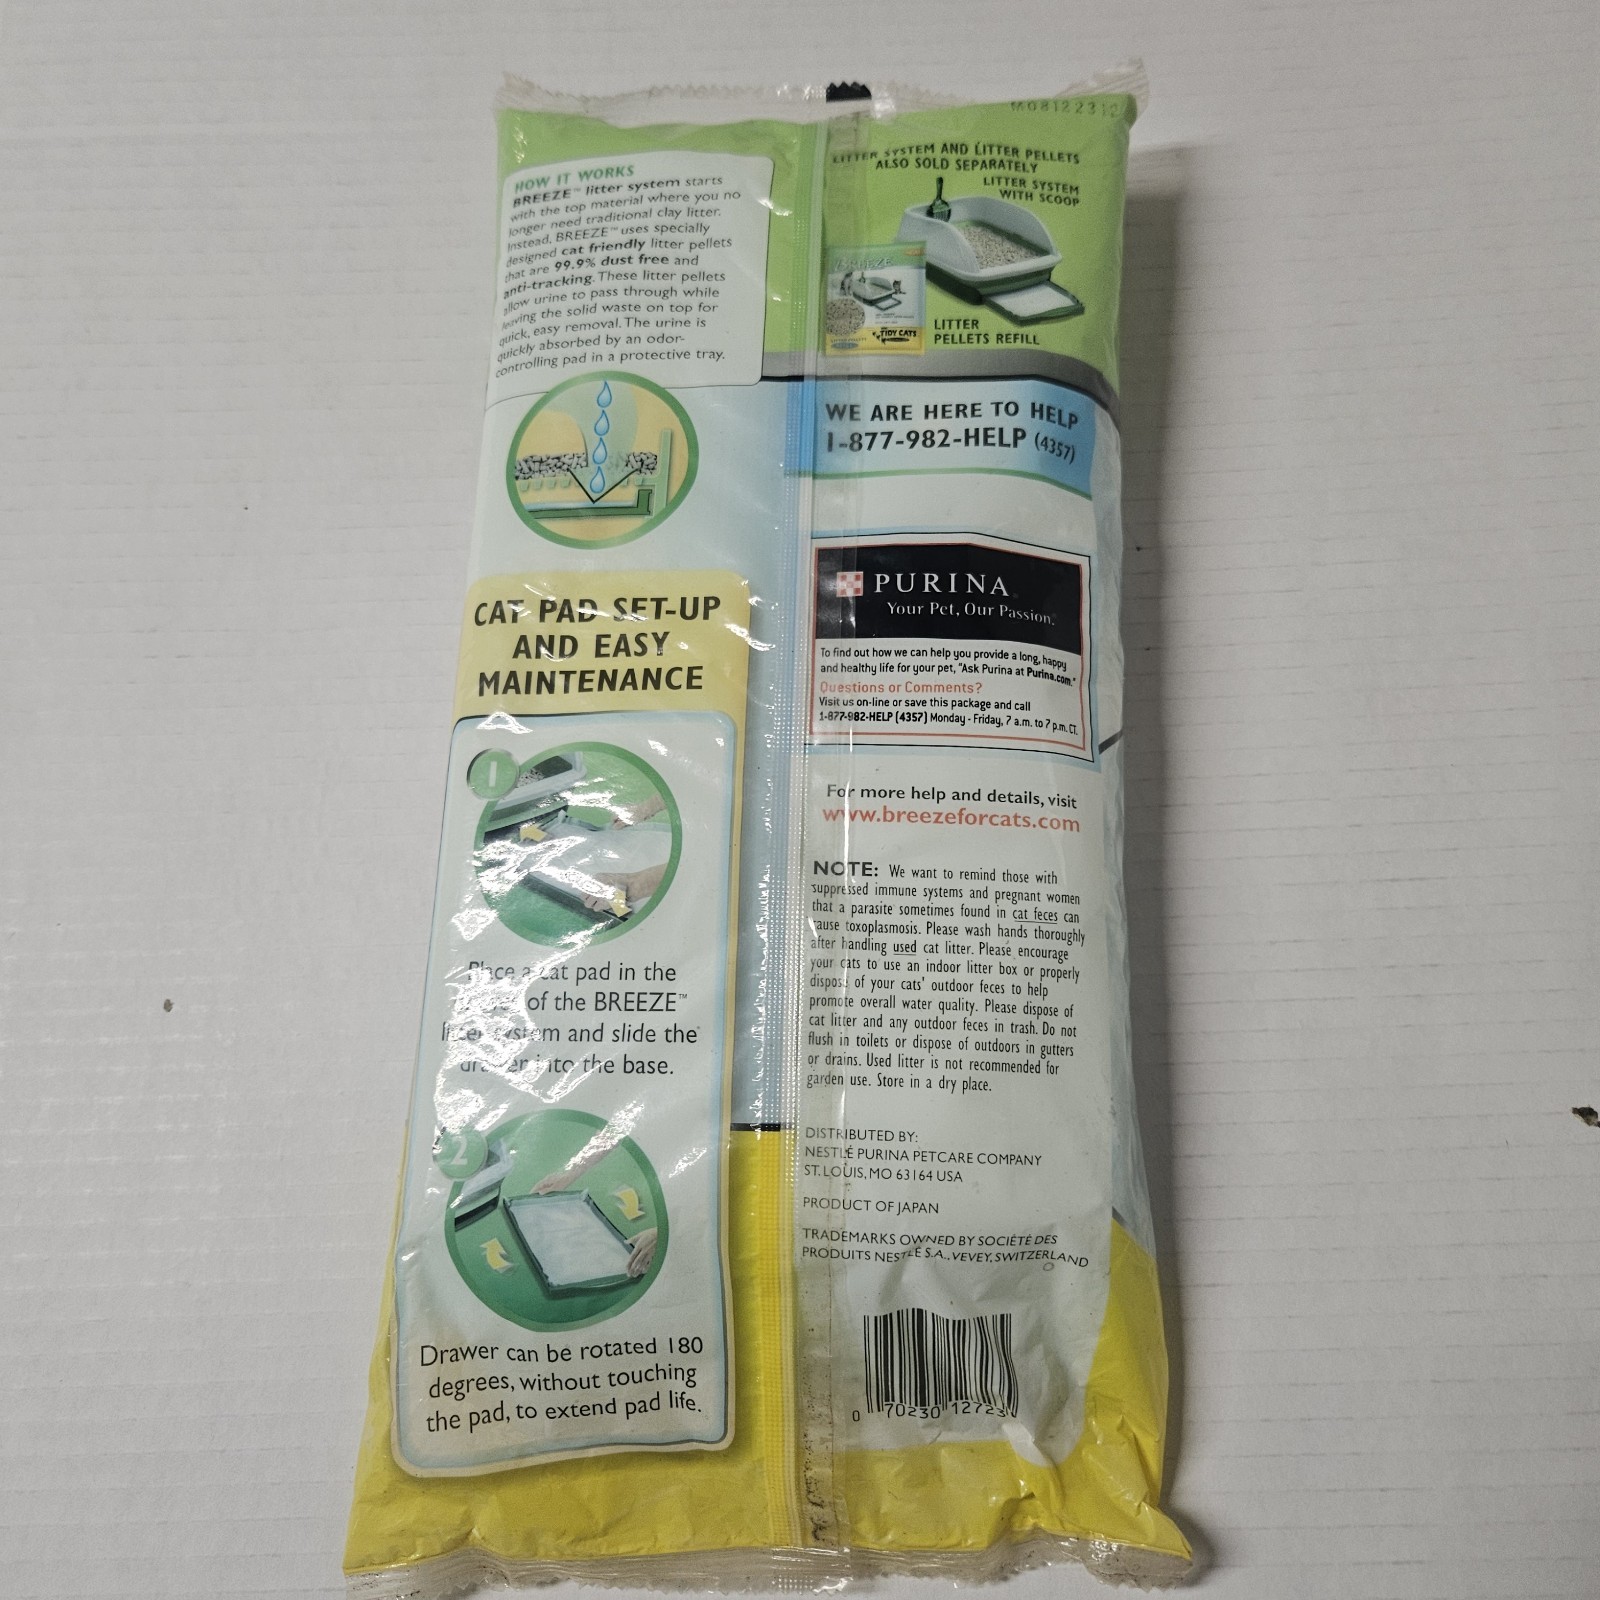 HOW IT WORKS
BREEZE™ litter system starts
with the top material where you no
longer need traditional clay litter.
Instead, BREEZE™ uses specially
designed cat friendly litter pellets
that are 99.9% dust free and
anti-tracking. These litter pellets
allow urine to pass through while
leaving the solid waste on top for
quick, easy removal. The urine is
quickly absorbed by an odor-
controlling pad in a protective tray.
CAT PAD SET-UP
AND EASY
MAINTENANCE
1
Place a cat pad in the
drawer of the BREEZE™
litter system and slide the
drawer into the base.
2
Drawer can be rotated 180
degrees, without touching
the pad, to extend pad life.
M0812231
LITTER SYSTEM AND LITTER PELLETS
ALSO SOLD SEPARATELY
LITTER SYSTEM
WITH SCOOP
BREEZE
TIDY CATS
LITTER
PELLETS REFILL
WE ARE HERE TO HELP
1-877-982-HELP (4357)
PURINA
Your Pet, Our Passion.
To find out how we can help you provide a long, happy
and healthy life for your pet, "Ask Purina at Purina.com."
Questions or Comments?
Visit us on-line or save this package and call
1-877-982-HELP (4357) Monday - Friday, 7 a.m. to 7 p.m. CT.
For more help and details, visit
www.breezeforcats.com
NOTE: We want to remind those with
suppressed immune systems and pregnant women
that a parasite sometimes found in cat feces can
cause toxoplasmosis. Please wash hands thoroughly
after handling used cat litter. Please encourage
your cats to use an indoor litter box or properly
dispose of your cats' outdoor feces to help
promote overall water quality. Please dispose of
cat litter and any outdoor feces in trash. Do not
flush in toilets or dispose of outdoors in gutters
or drains. Used litter is not recommended for
garden use. Store in a dry place.
DISTRIBUTED BY:
NESTLÉ PURINA PETCARE COMPANY
ST. LOUIS, MO 63164 USA
PRODUCT OF JAPAN
TRADEMARKS OWNED BY SOCIÉTÉ DES
PRODUITS NESTLÉ S.A., VEVEY, SWITZERLAND
0 70230 12723